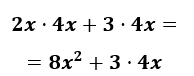 2x · 4x + 3 · 4x =
= 8x² + 3 · 4x